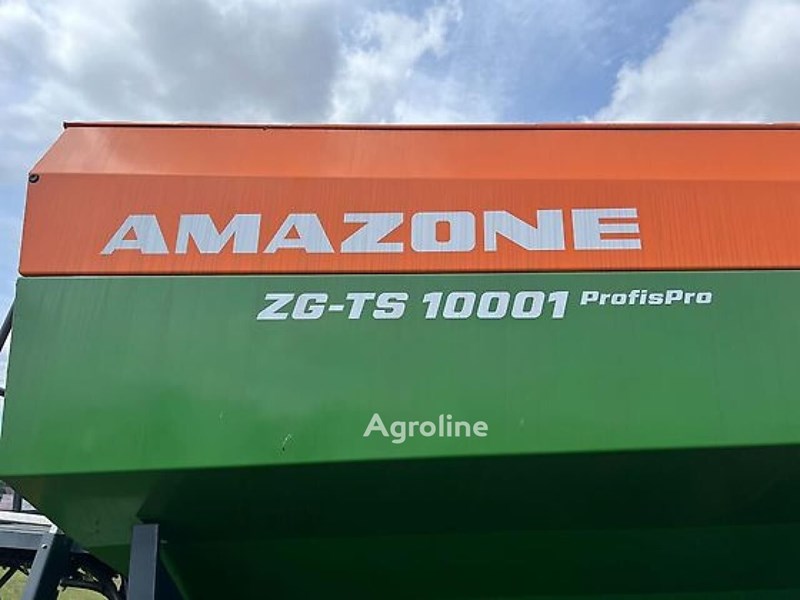 AMAZONE
ZG-TS 10001 ProfisPro
Agroline